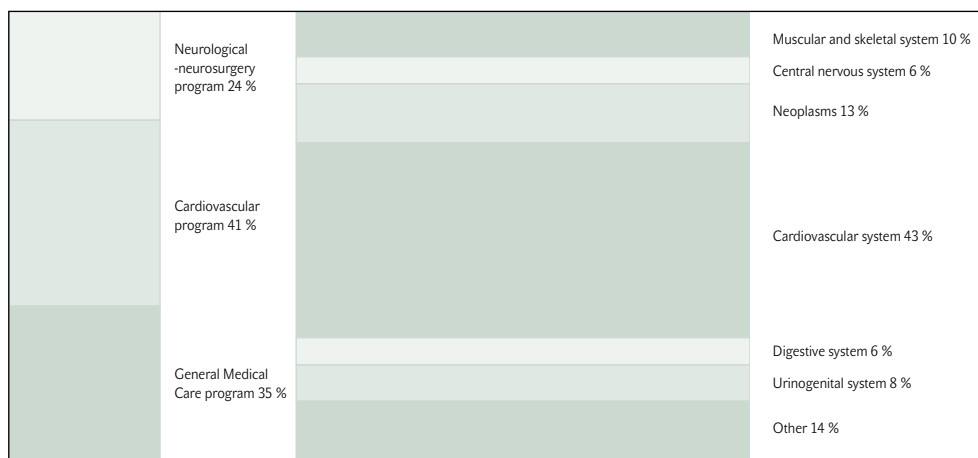 Neurological
-neurosurgery
program 24 %
Cardiovascular
program 41 %
General Medical
Care program 35 %
Muscular and skeletal system 10 %
Central nervous system 6 %
Neoplasms 13 %
Cardiovascular system 43 %
Digestive system 6 %
Urinogenital system 8 %
Other 14 %